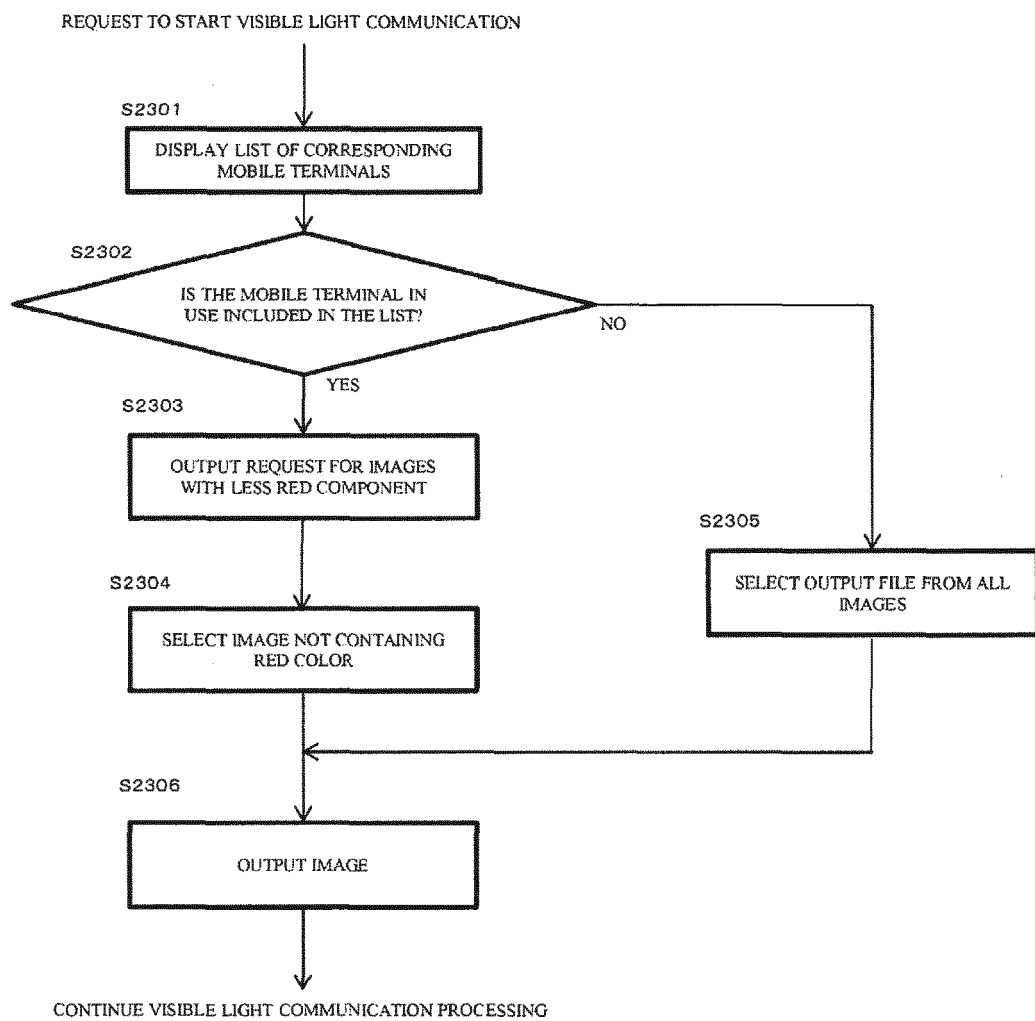 REQUEST TO START VISIBLE LIGHT COMMUNICATION
S2301
DISPLAY LIST OF CORRESPONDING
MOBILE TERMINALS
S2302
IS THE MOBILE TERMINAL IN
USE INCLUDED IN THE LIST?
NO
YES
S2303
OUTPUT REQUEST FOR IMAGES
WITH LESS RED COMPONENT
S2305
SELECT OUTPUT FILE FROM ALL
IMAGES
S2304
SELECT IMAGE NOT CONTAINING
RED COLOR
S2306
OUTPUT IMAGE
CONTINUE VISIBLE LIGHT COMMUNICATION PROCESSING